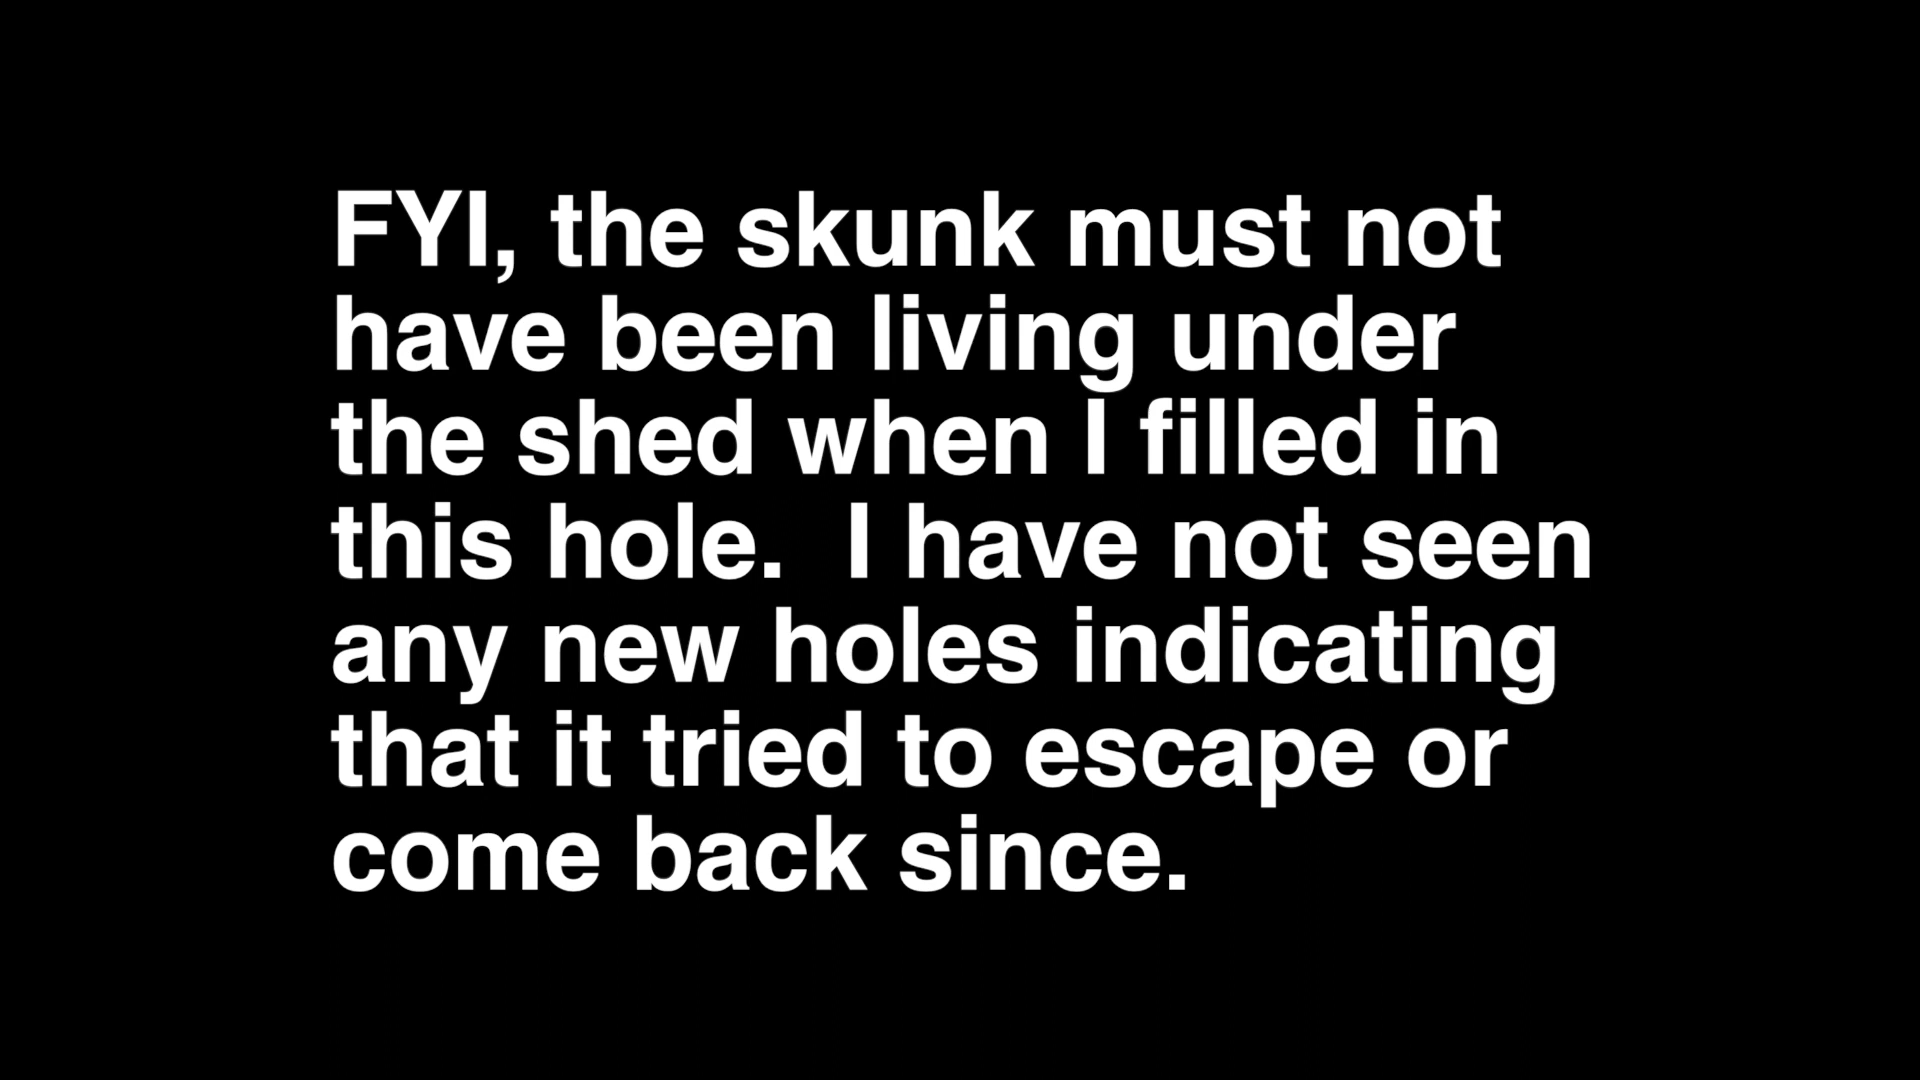 FYI, the skunk must not
have been living under
the shed when I filled in
this hole.  I have not seen
any new holes indicating
that it tried to escape or
come back since.